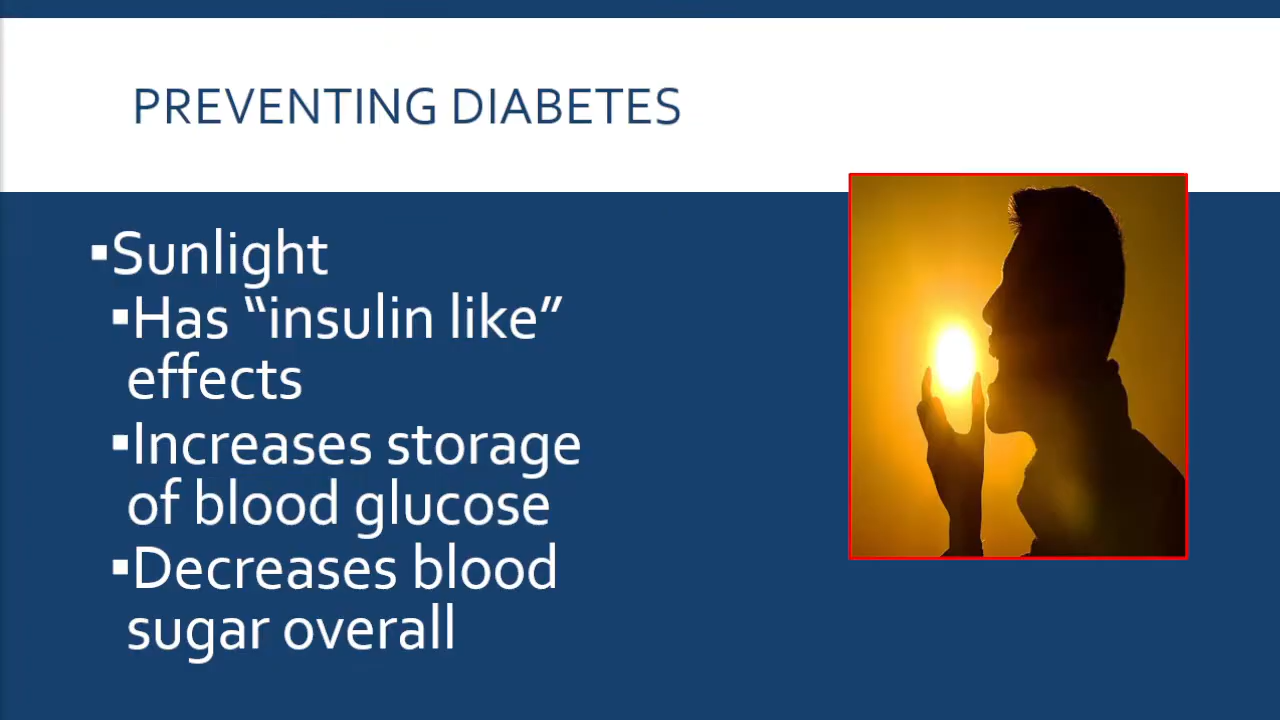 PREVENTING DIABETES
▪Sunlight
▪Has “insulin like”
effects
▪Increases storage
of blood glucose
▪Decreases blood
sugar overall